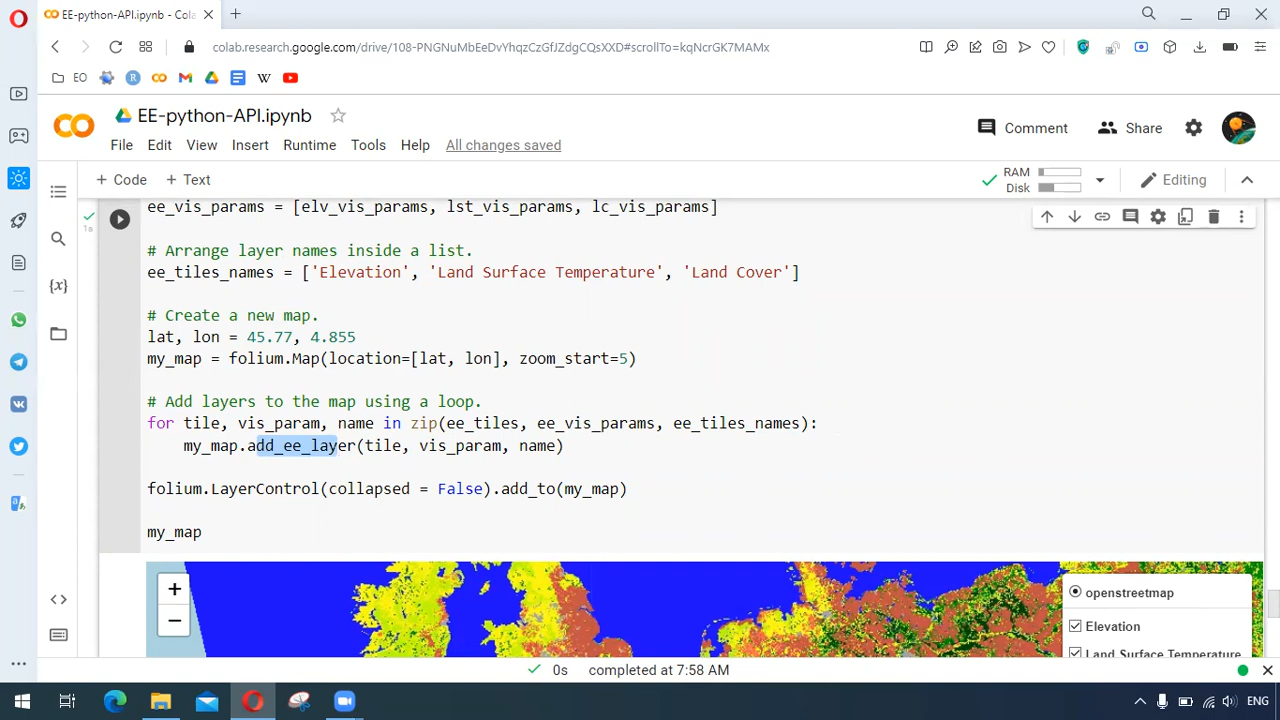 EE-python-API.ipynb - Cola
colab.research.google.com/drive/108-PNGNuMbEeDvYhqzCzGfJZdgCQsXXD#scrollTo=kqNcrGK7MAMx
EO
EE-python-API.ipynb
File Edit View Insert Runtime Tools Help All changes saved
Comment Share
+ Code + Text
RAM
Disk
Editing
ee_vis_params = [elv_vis_params, lst_vis_params, lc_vis_params]
1s
# Arrange layer names inside a list.
ee_tiles_names = ['Elevation', 'Land Surface Temperature', 'Land Cover']
# Create a new map.
lat, lon = 45.77, 4.855
my_map = folium.Map(location=[lat, lon], zoom_start=5)
# Add layers to the map using a loop.
for tile, vis_param, name in zip(ee_tiles, ee_vis_params, ee_tiles_names):
my_map.add_ee_layer(tile, vis_param, name)
folium.LayerControl(collapsed = False).add_to(my_map)
my_map
+
−
openstreetmap
Elevation
Land Surface Temperature
0s completed at 7:58 AM
ENG